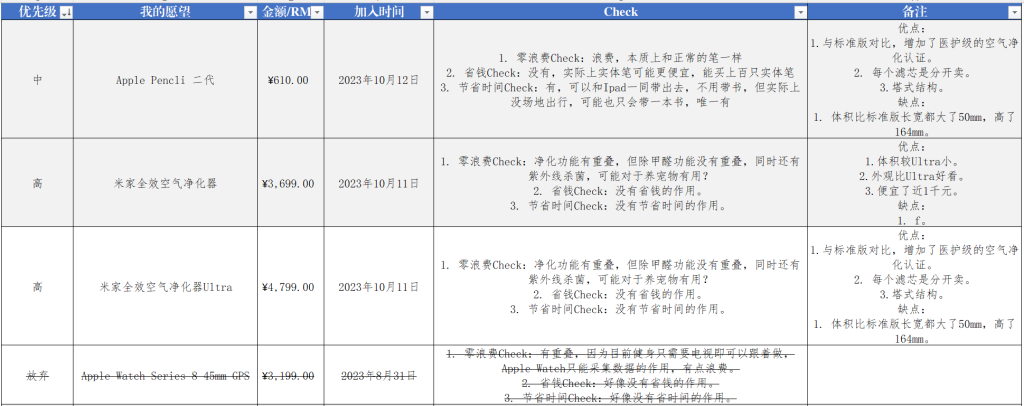 优先级 我的愿望 金额/RM 加入时间 Check 备注
中 Apple Pencli 二代 ¥610.00 2023年10月12日
1. 零浪费Check：浪费，本质上和正常的笔一样
2. 省钱Check：没有，实际上实体笔可能更便宜，能买上百只实体笔
3. 节省时间Check：有，可以和Ipad一同带出去，不用带书，但实际上
没场地出行，可能也只会带一本书，唯一有
优点：
1.与标准版对比，增加了医护级的空气净
化认证。
2. 每个滤芯是分开卖。
3.塔式结构。
缺点：
1. 体积比标准版长宽都大了50mm，高了
164mm。
高 米家全效空气净化器 ¥3,699.00 2023年10月11日
1. 零浪费Check：净化功能有重叠，但除甲醛功能没有重叠，同时还有
紫外线杀菌，可能对于养宠物有用？
2. 省钱Check：没有省钱的作用。
3. 节省时间Check：没有节省时间的作用。
优点：
1.体积较Ultra小。
2.外观比Ultra好看。
3.便宜了近1千元。
缺点：
1. f。
高 米家全效空气净化器Ultra ¥4,799.00 2023年10月11日
1. 零浪费Check：净化功能有重叠，但除甲醛功能没有重叠，同时还有
紫外线杀菌，可能对于养宠物有用？
2. 省钱Check：没有省钱的作用。
3. 节省时间Check：没有节省时间的作用。
优点：
1.与标准版对比，增加了医护级的空气净
化认证。
2. 每个滤芯是分开卖。
3.塔式结构。
缺点：
1. 体积比标准版长宽都大了50mm，高了
164mm。
放弃 Apple Watch Series 8 45mm GPS ¥3,199.00 2023年8月31日
1. 零浪费Check：有重叠，因为目前健身只需要电视即可以跟着做，
Apple Watch只能采集数据的作用，有点浪费。
2. 省钱Check：好像没有省钱的作用。
3. 节省时间Check：好像没有省时间的作用。